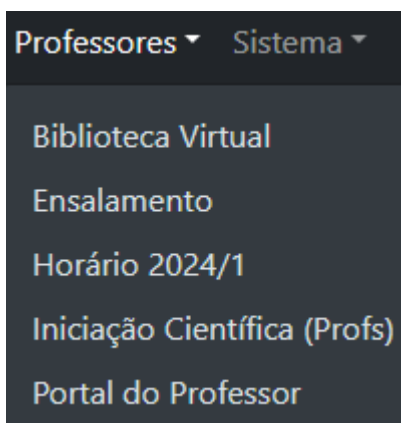 Professores Sistema
Biblioteca Virtual
Ensalamento
Horário 2024/1
Iniciação Científica (Profs)
Portal do Professor